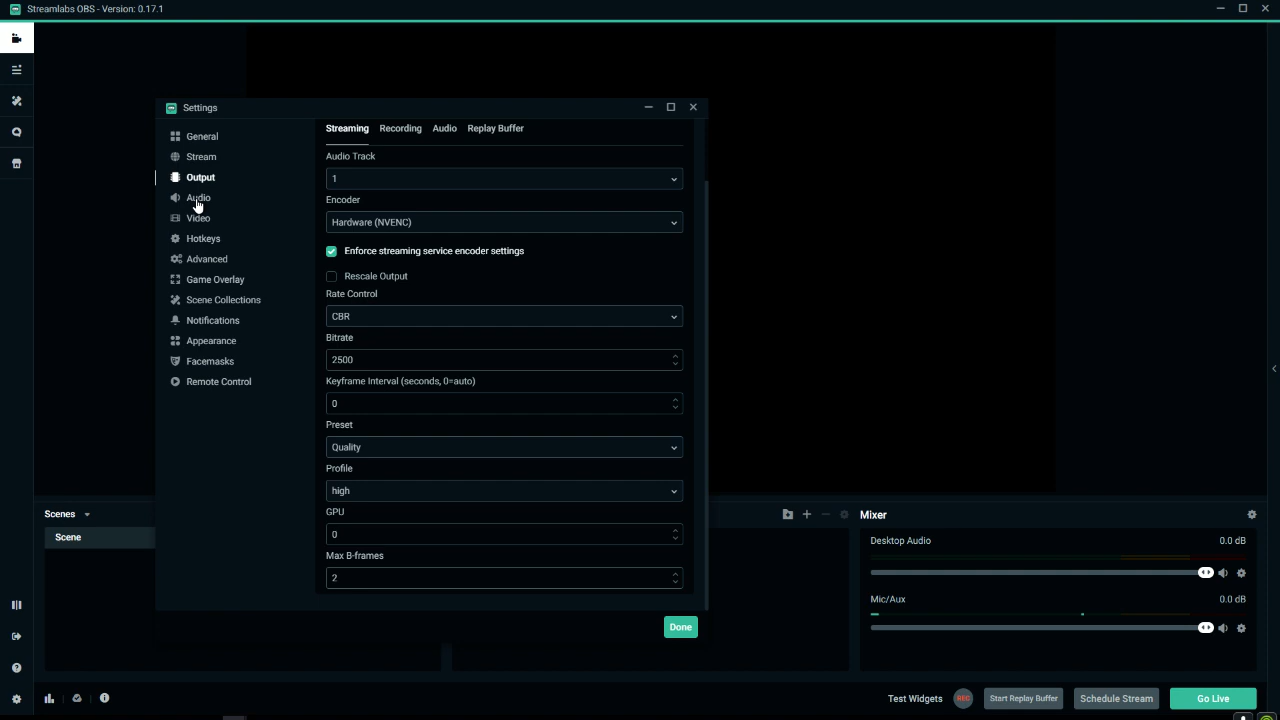 Streamlabs OBS - Version: 0.17.1
Settings
General
Stream
Output
Audio
Video
Hotkeys
Advanced
Game Overlay
Scene Collections
Notifications
Appearance
Facemasks
Remote Control
Streaming Recording Audio Replay Buffer
Audio Track
1
Encoder
Hardware (NVENC)
Enforce streaming service encoder settings
Rescale Output
Rate Control
CBR
Bitrate
2500
Keyframe Interval (seconds, 0=auto)
0
Preset
Quality
Profile
high
GPU
0
Max B-frames
2
Done
Scenes
Scene
Mixer
Desktop Audio 0.0 dB
Mic/Aux 0.0 dB
Test Widgets REC Start Replay Buffer Schedule Stream Go Live